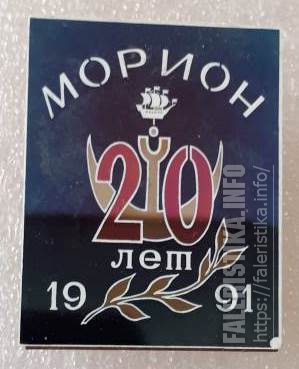 МОРИОН
20
лет
19 91
FALERISTIKA.INFO
https://faleristika.info/